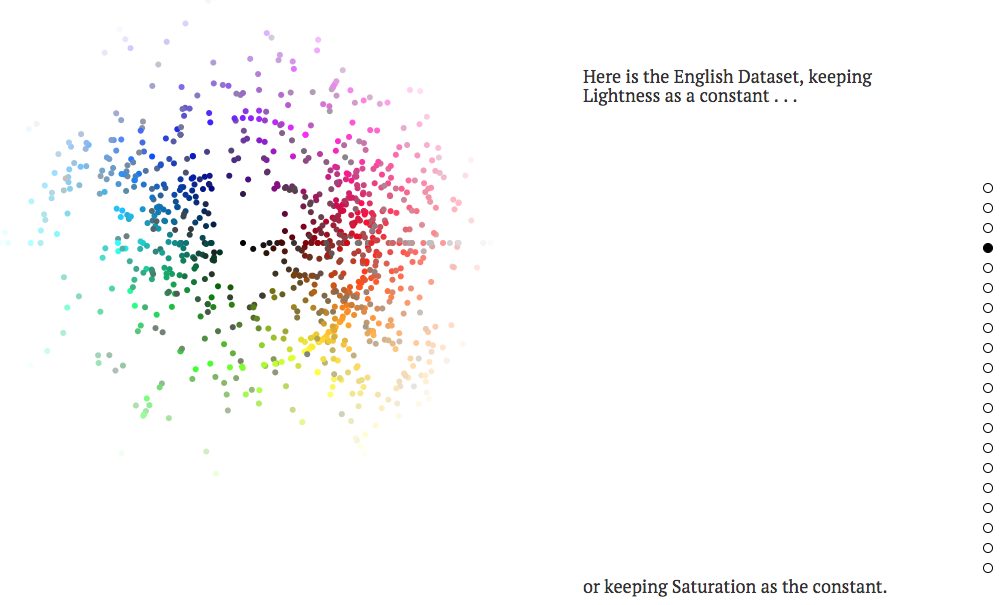 Here is the English Dataset, keeping
Lightness as a constant . . .
or keeping Saturation as the constant.